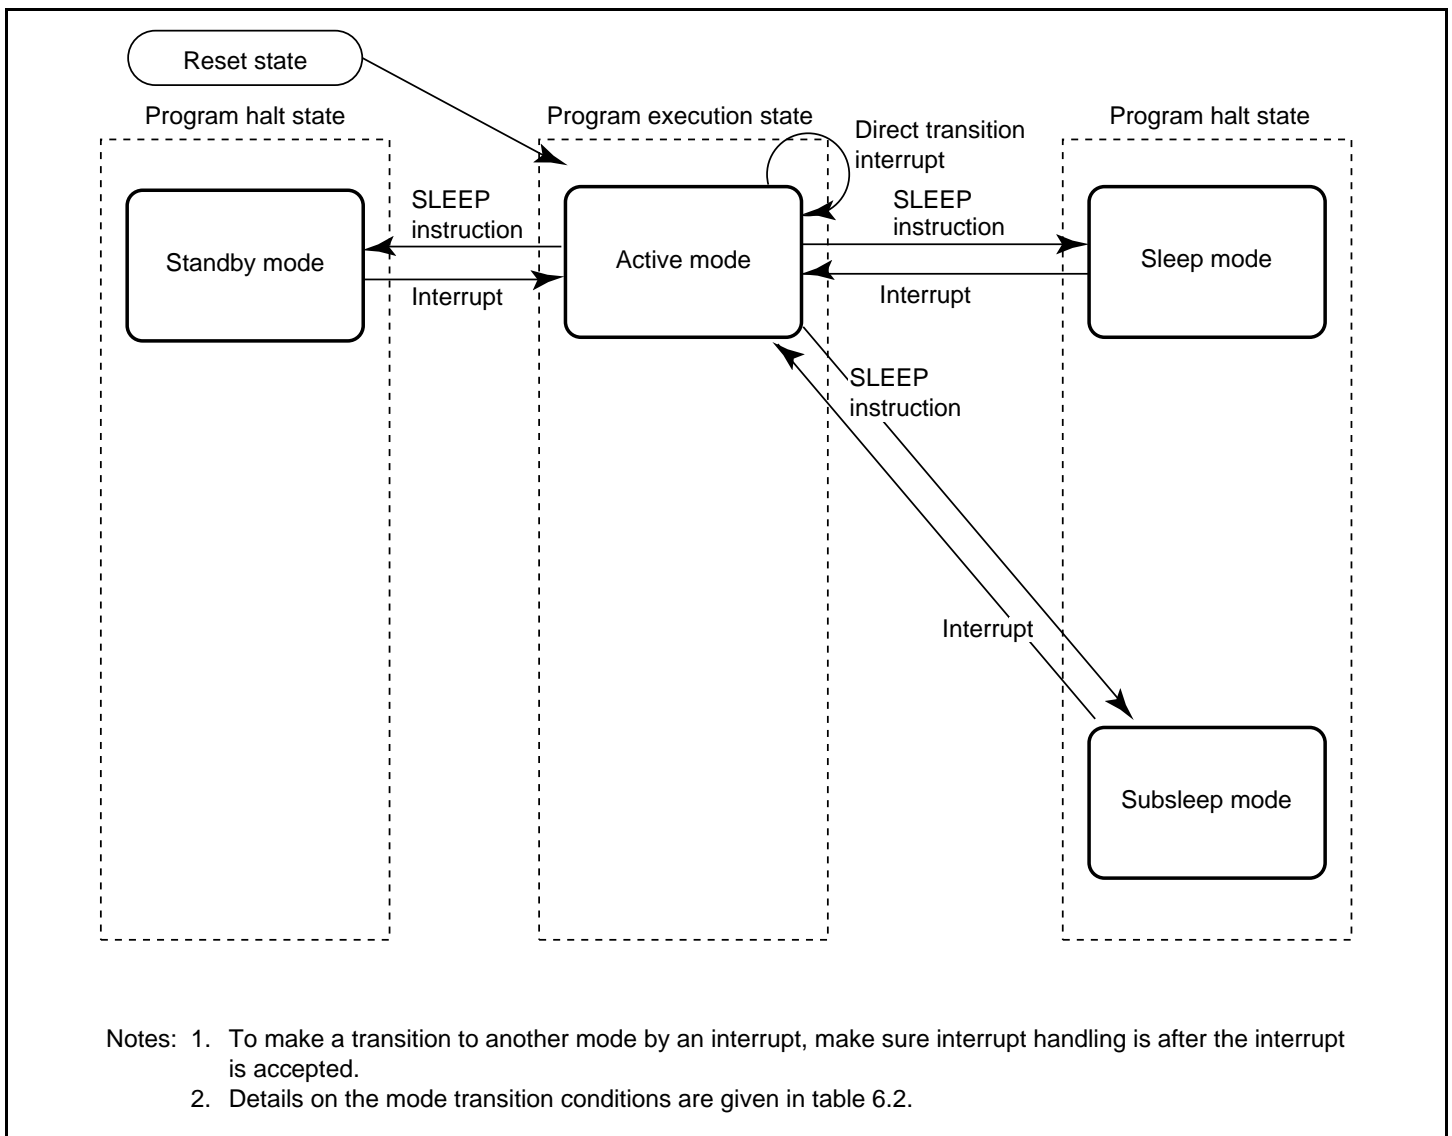 Reset state
Program halt state
Program execution state
Program halt state
Direct transition
interrupt
SLEEP
instruction
SLEEP
instruction
Standby mode
Active mode
Sleep mode
Interrupt
Interrupt
SLEEP
instruction
Interrupt
Subsleep mode
Notes: 1. To make a transition to another mode by an interrupt, make sure interrupt handling is after the interrupt
is accepted.
2. Details on the mode transition conditions are given in table 6.2.